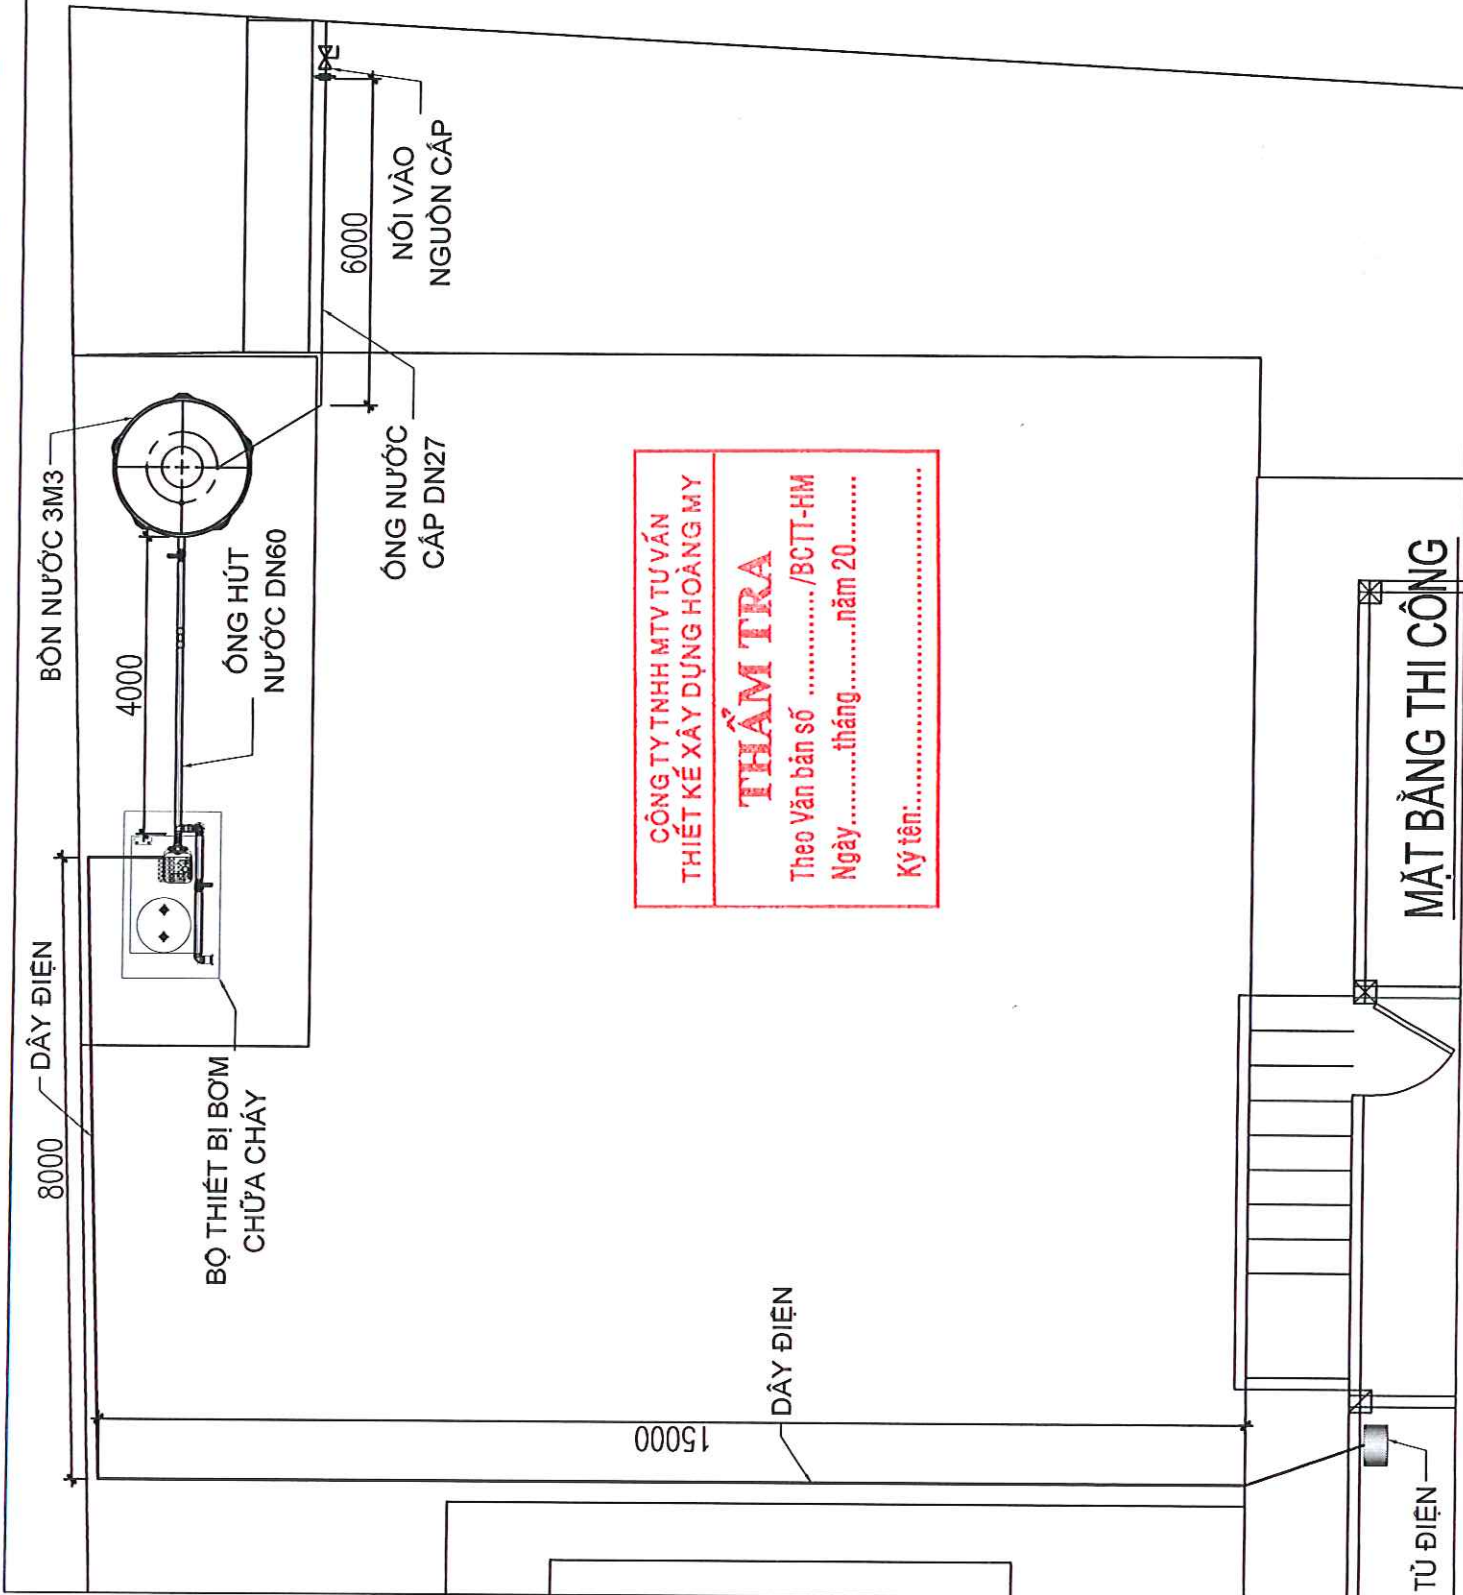 DÂY ĐIỆN
8000
BỘ THIẾT BỊ BƠM
CHỮA CHÁY
BỒN NƯỚC 3M3
4000
ỐNG HÚT
NƯỚC DN60
6000
NỐI VÀO
NGUỒN CẤP
ỐNG NƯỚC
CẤP DN27
CÔNG TY TNHH MTV TƯ VẤN
THIẾT KẾ XÂY DỰNG HOÀNG MY
THẨM TRA
Theo Văn bản số ............../BCTT-HM
Ngày..........tháng..........năm 20..........
Ký tên:..............................................
15000
DÂY ĐIỆN
TỦ ĐIỆN
MẶT BẰNG THI CÔNG